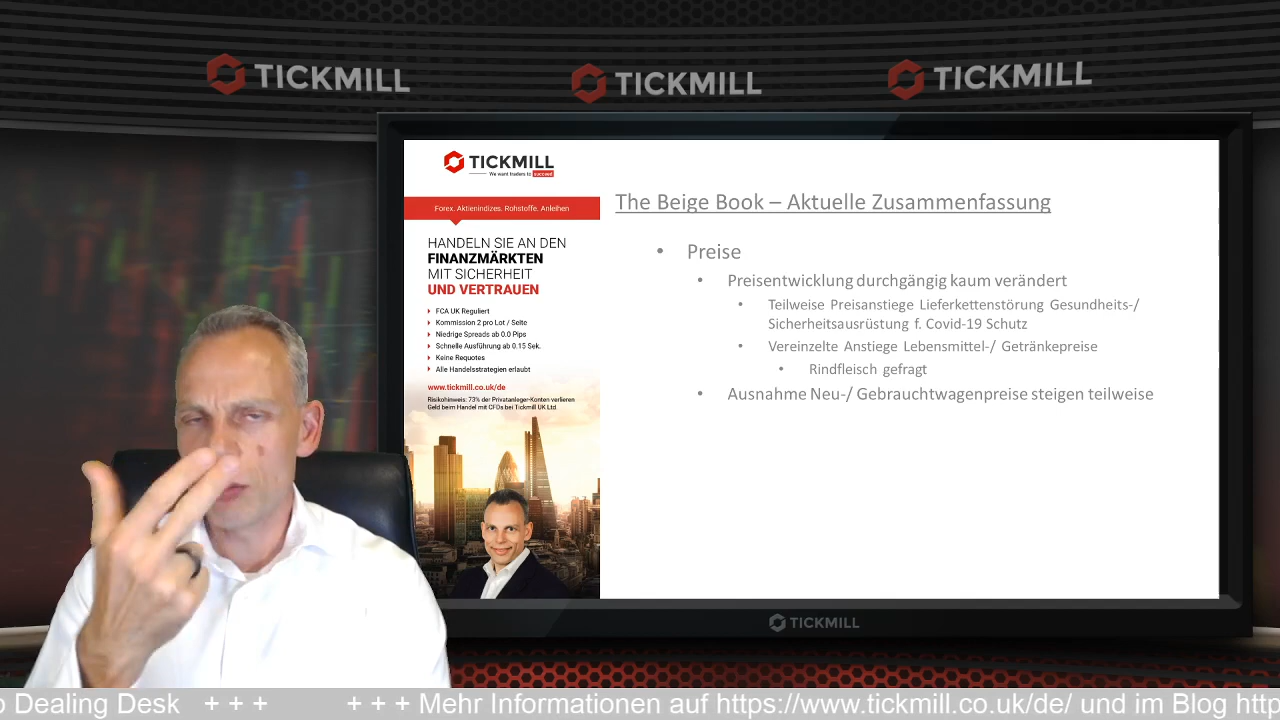 TICKMILL
TICKMILL
TICKMILL
TICKMILL
We want traders to succeed
Forex. Aktienindizes. Rohstoffe. Anleihen
HANDELN SIE AN DEN
FINANZMÄRKTEN
MIT SICHERHEIT
UND VERTRAUEN
FCA UK Reguliert
Kommission 2 pro Lot / Seite
Niedrige Spreads ab 0.0 Pips
Schnelle Ausführung ab 0.15 Sek.
Keine Requotes
Alle Handelsstrategien erlaubt
www.tickmill.co.uk/de
Risikohinweis: 73% der Privatanleger-Konten verlieren
Geld beim Handel mit CFDs bei Tickmill UK Ltd.
The Beige Book – Aktuelle Zusammenfassung
• Preise
• Preisentwicklung durchgängig kaum verändert
• Teilweise Preisanstiege Lieferkettenstörung Gesundheits-/
Sicherheitsausrüstung f. Covid-19 Schutz
• Vereinzelte Anstiege Lebensmittel-/ Getränkepreise
• Rindfleisch gefragt
• Ausnahme Neu-/ Gebrauchtwagenpreise steigen teilweise
TICKMILL
o Dealing Desk + + + + + + Mehr Informationen auf https://www.tickmill.co.uk/de/ und im Blog http